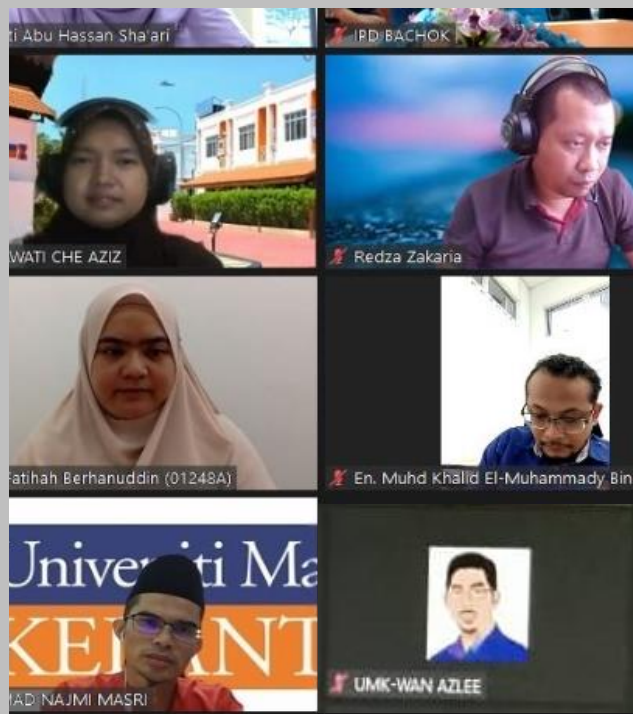 ti Abu Hassan Sha'ari
IPD BACHOK
WATI CHE AZIZ
Redza Zakaria
Fatihah Berhanuddin (01248A)
En. Muhd Khalid El-Muhammady Bin
Universiti Ma
KELANT
MAD NAJMI MASRI
UMK-WAN AZLEE